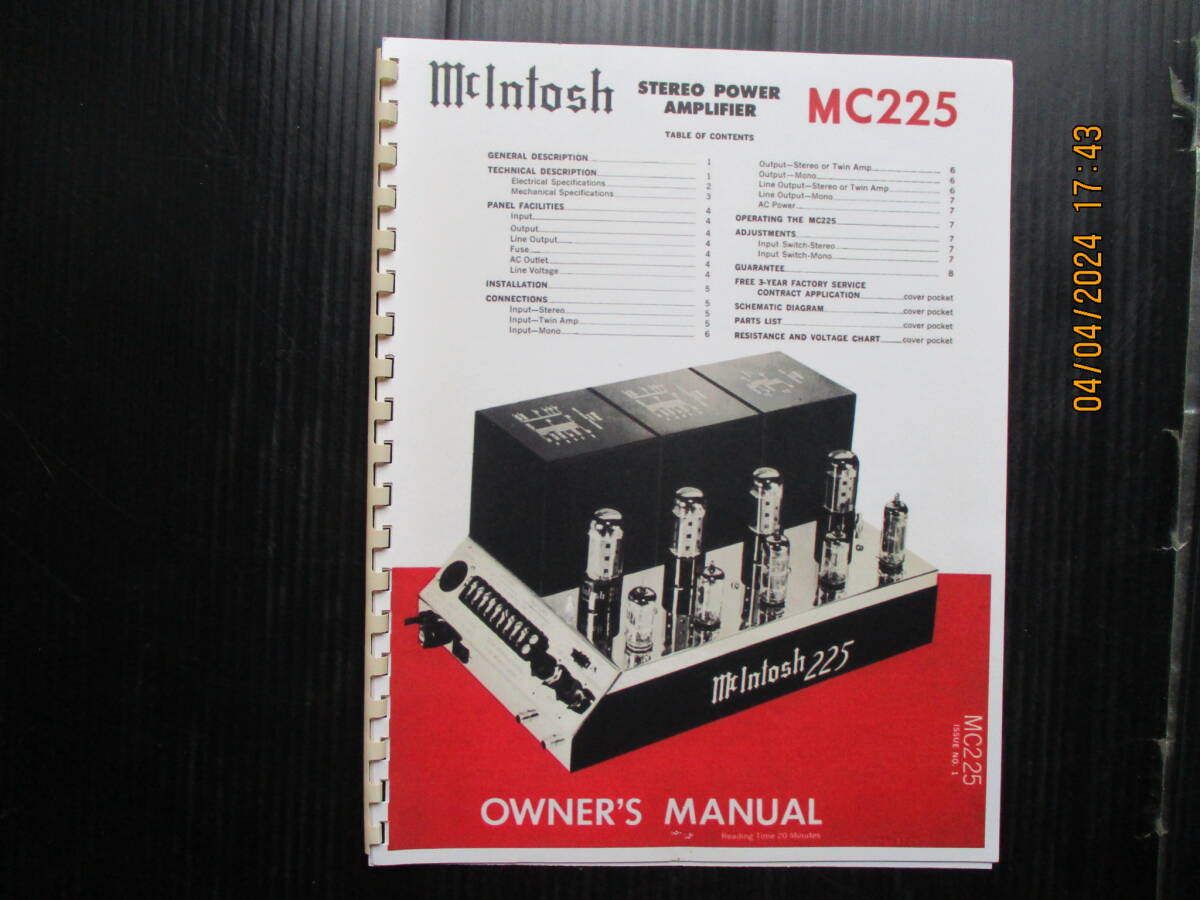 McIntosh
STEREO POWER
AMPLIFIER
MC225
TABLE OF CONTENTS
GENERAL DESCRIPTION 1
TECHNICAL DESCRIPTION 1
Electrical Specifications 2
Mechanical Specifications 3
PANEL FACILITIES 4
Input 4
Output 4
Line Output 4
Fuse 4
AC Outlet 4
Line Voltage 4
INSTALLATION 5
CONNECTIONS 5
Input—Stereo 5
Input—Twin Amp 5
Input—Mono 6
Output—Stereo or Twin Amp 6
Output—Mono 6
Line Output—Stereo or Twin Amp 6
Line Output—Mono 7
AC Power 7
OPERATING THE MC225 7
ADJUSTMENTS 7
Input Switch-Stereo 7
Input Switch-Mono 7
GUARANTEE 8
FREE 3-YEAR FACTORY SERVICE
CONTRACT APPLICATION cover pocket
SCHEMATIC DIAGRAM cover pocket
PARTS LIST cover pocket
RESISTANCE AND VOLTAGE CHART cover pocket
McIntosh 225
MC225
ISSUE NO. 1
OWNER'S MANUAL
Reading Time 20 Minutes
04/04/2024 17:43